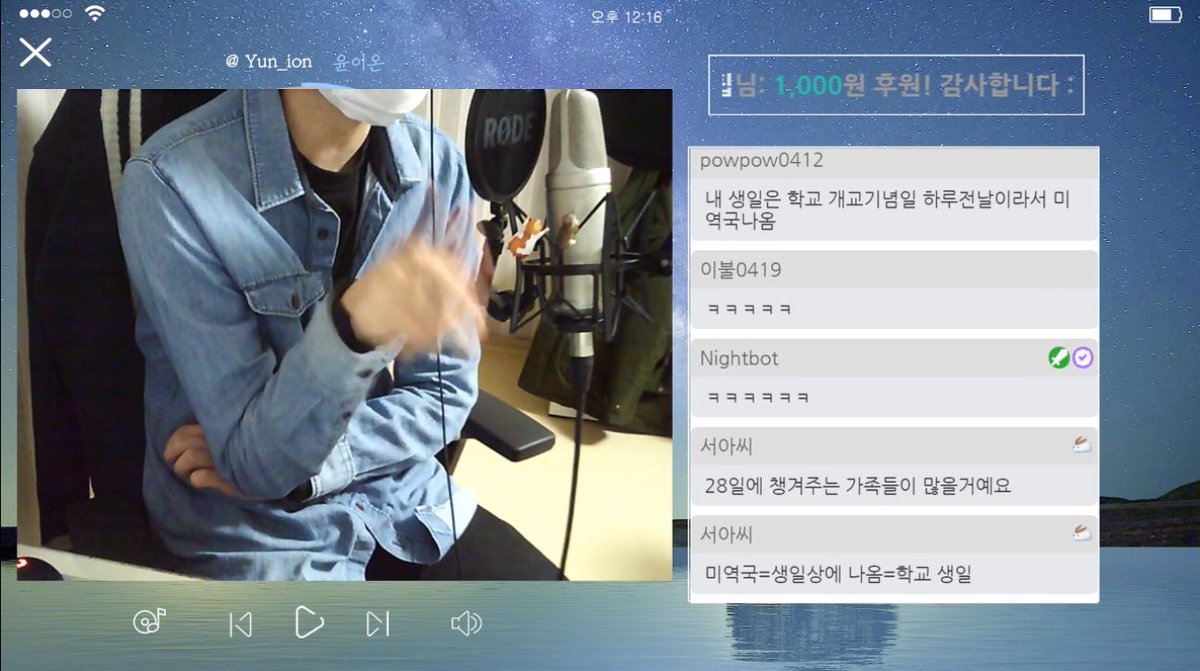 오후 12:16
@ Yun_ion 윤이온
님: 1,000원 후원! 감사합니다 :
RØDE
powpow0412
내 생일은 학교 개교기념일 하루전날이라서 미
역국나옴
이불0419
ㅋㅋㅋㅋㅋ
Nightbot
ㅋㅋㅋㅋㅋㅋ
서아씨
28일에 챙겨주는 가족들이 많을거예요
서아씨
미역국=생일상에 나옴=학교 생일